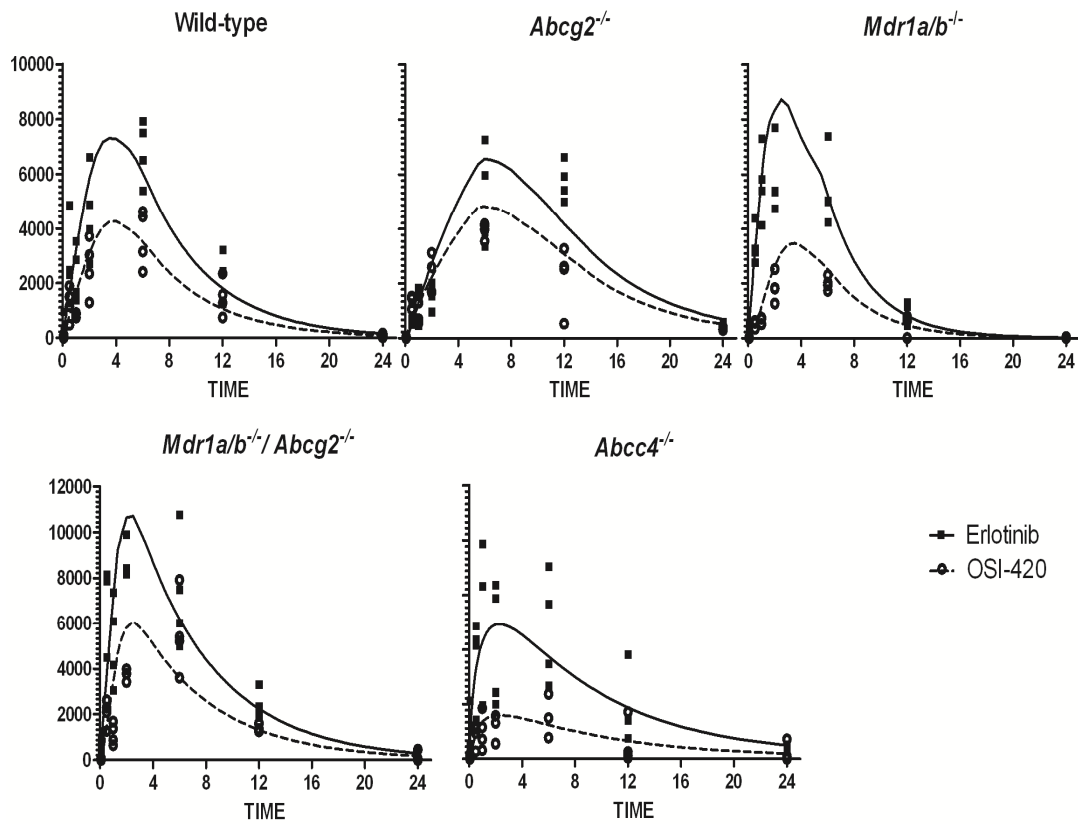 Wild-type
Abcg2-/-
Mdr1a/b-/-
10000
8000
6000
4000
2000
0
0 4 8 12 16 20 24
TIME
0 4 8 12 16 20 24
TIME
0 4 8 12 16 20 24
TIME
Mdr1a/b-/-/ Abcg2-/-
Abcc4-/-
12000
10000
8000
6000
4000
2000
0
0 4 8 12 16 20 24
TIME
0 4 8 12 16 20 24
TIME
Erlotinib
OSI-420